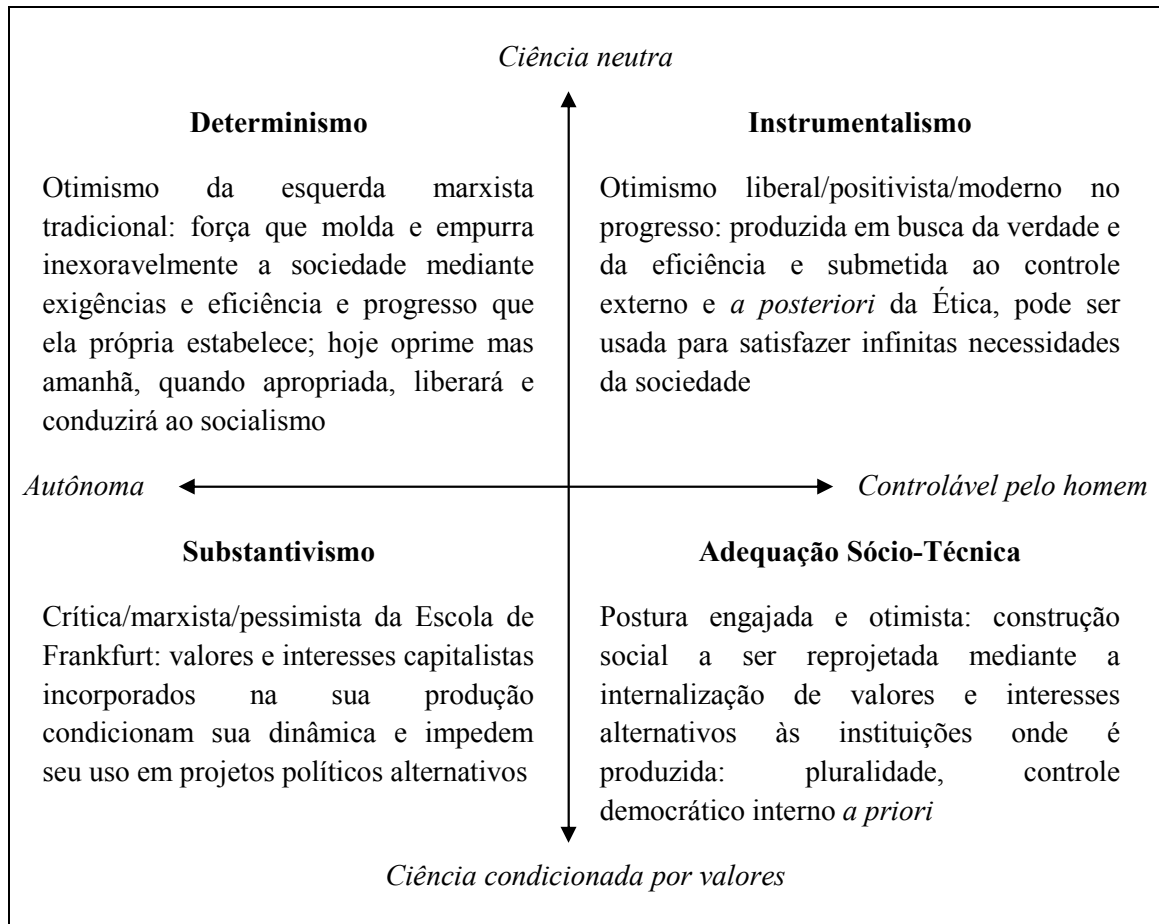 Ciência neutra
Determinismo
Otimismo da esquerda marxista
tradicional: força que molda e empurra
inexoravelmente a sociedade mediante
exigências e eficiência e progresso que
ela própria estabelece; hoje oprime mas
amanhã, quando apropriada, liberará e
conduzirá ao socialismo
Instrumentalismo
Otimismo liberal/positivista/moderno no
progresso: produzida em busca da verdade e
da eficiência e submetida ao controle
externo e a posteriori da Ética, pode ser
usada para satisfazer infinitas necessidades
da sociedade
Autônoma
Controlável pelo homem
Substantivismo
Crítica/marxista/pessimista da Escola de
Frankfurt: valores e interesses capitalistas
incorporados na sua produção
condicionam sua dinâmica e impedem
seu uso em projetos políticos alternativos
Adequação Sócio-Técnica
Postura engajada e otimista: construção
social a ser reprojetada mediante a
internalização de valores e interesses
alternativos às instituições onde é
produzida: pluralidade, controle
democrático interno a priori
Ciência condicionada por valores